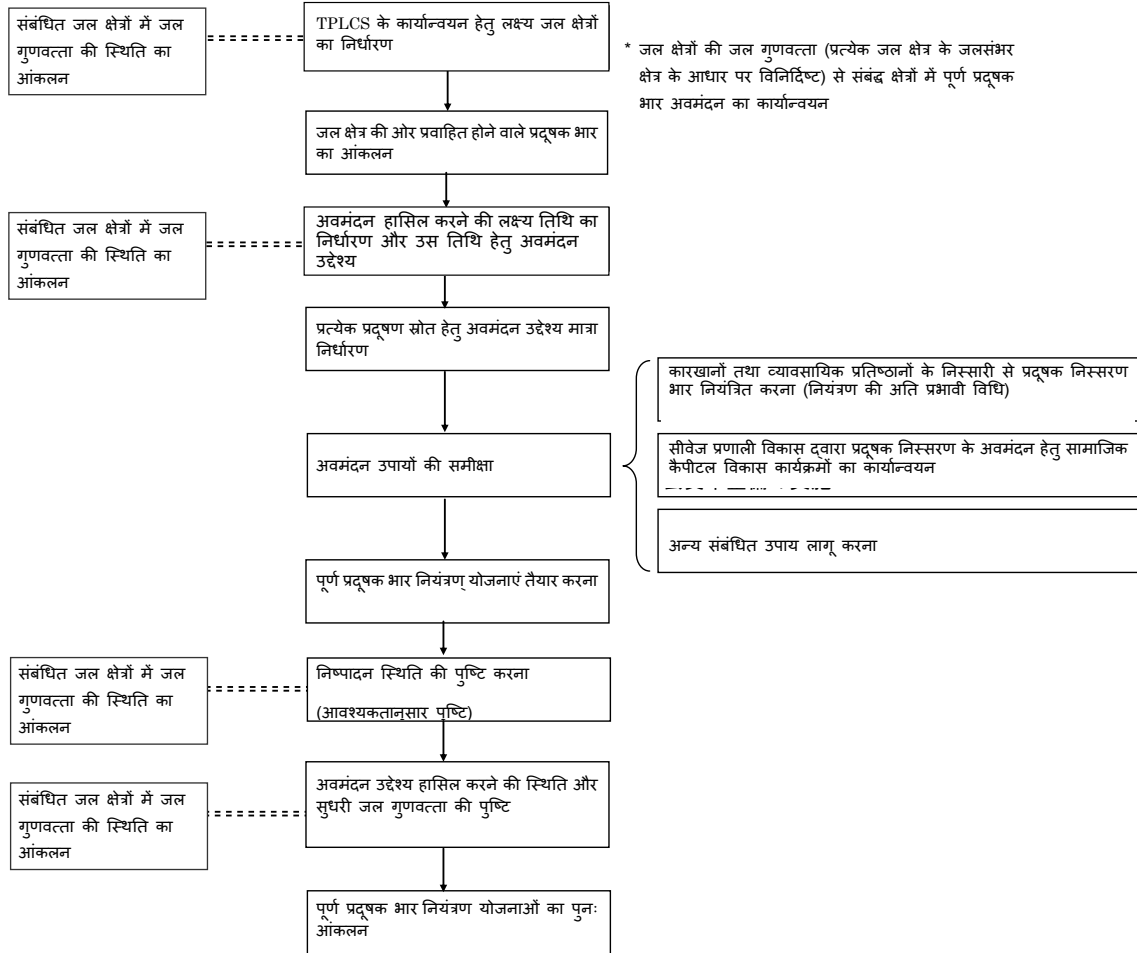 संबंधित जल क्षेत्रों में जल
गुणवत्ता की स्थिति का
आंकलन
TPLCS के कार्यान्वयन हेतु लक्ष्य जल क्षेत्रों
का निर्धारण
* जल क्षेत्रों की जल गुणवत्ता (प्रत्येक जल क्षेत्र के जलसंभर
क्षेत्र के आधार पर विनिर्दिष्ट) से संबंद्ध क्षेत्रों में पूर्ण प्रदूषक
भार अवमंदन का कार्यान्वयन
जल क्षेत्र की ओर प्रवाहित होने वाले प्रदूषक भार
का आंकलन
संबंधित जल क्षेत्रों में जल
गुणवत्ता की स्थिति का
आंकलन
अवमंदन हासिल करने की लक्ष्य तिथि का
निर्धारण और उस तिथि हेतु अवमंदन
उद्देश्य
प्रत्येक प्रदूषण स्रोत हेतु अवमंदन उद्देश्य मात्रा
निर्धारण
अवमंदन उपायों की समीक्षा
कारखानों तथा व्यावसायिक प्रतिष्ठानों के निस्सारी से प्रदूषक निस्सरण
भार नियंत्रित करना (नियंत्रण की अति प्रभावी विधि)
सीवेज प्रणाली विकास द्वारा प्रदूषक निस्सरण के अवमंदन हेतु सामाजिक
कैपीटल विकास कार्यक्रमों का कार्यान्वयन
अन्य संबंधित उपाय लागू करना
पूर्ण प्रदूषक भार नियंत्रण् योजनाएं तैयार करना
संबंधित जल क्षेत्रों में जल
गुणवत्ता की स्थिति का
आंकलन
निष्पादन स्थिति की पुष्टि करना
(आवश्यकतानुसार पुष्टि)
संबंधित जल क्षेत्रों में जल
गुणवत्ता की स्थिति का
आंकलन
अवमंदन उद्देश्य हासिल करने की स्थिति और
सुधरी जल गुणवत्ता की पुष्टि
पूर्ण प्रदूषक भार नियंत्रण योजनाओं का पुनः
आंकलन